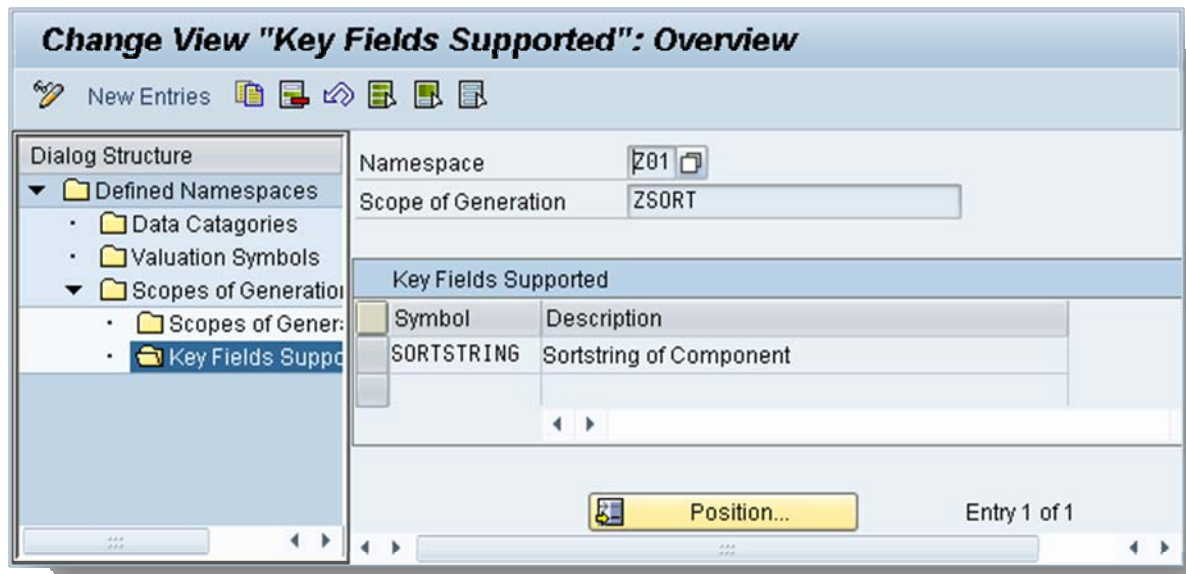 Change View "Key Fields Supported": Overview
New Entries
Dialog Structure
Defined Namespaces
Data Catagories
Valuation Symbols
Scopes of Generation
Scopes of Gener
Key Fields Suppo
Namespace Z01
Scope of Generation ZSORT
Key Fields Supported
Symbol Description
SORTSTRING Sortstring of Component
Position...
Entry 1 of 1